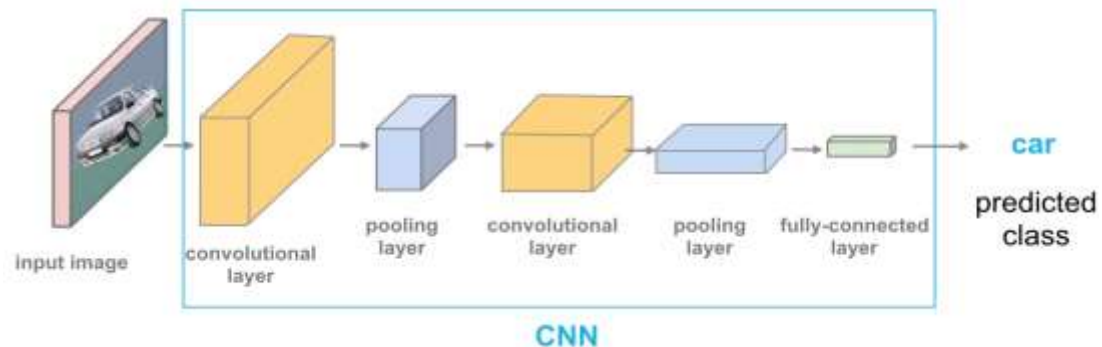 input image
convolutional
layer
pooling
layer
convolutional
layer
pooling
layer
fully-connected
layer
car
predicted
class
CNN